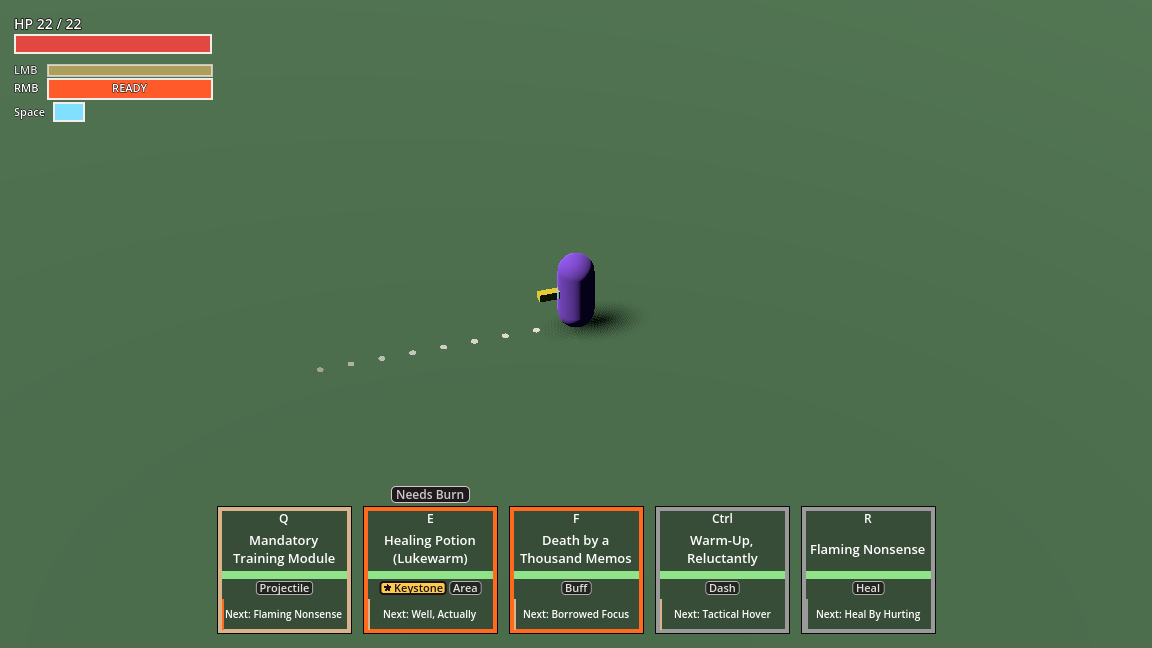 HP 22 / 22
LMB
RMB READY
Space
Needs Burn
Q
Mandatory
Training Module
Projectile
Next: Flaming Nonsense
E
Healing Potion
(Lukewarm)
Keystone Area
Next: Well, Actually
F
Death by a
Thousand Memos
Buff
Next: Borrowed Focus
Ctrl
Warm-Up,
Reluctantly
Dash
Next: Tactical Hover
R
Flaming Nonsense
Heal
Next: Heal By Hurting